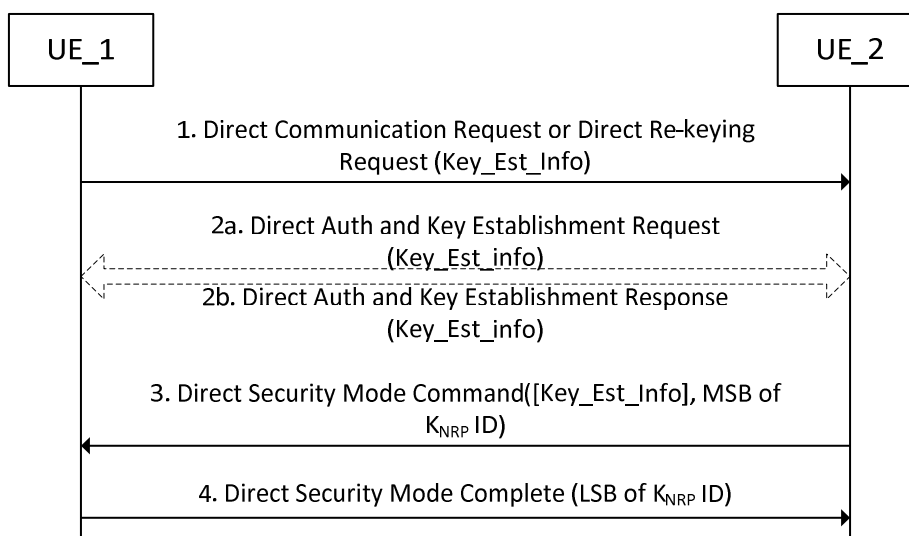 UE_1
UE_2
1. Direct Communication Request or Direct Re-keying
Request (Key_Est_Info)
2a. Direct Auth and Key Establishment Request
(Key_Est_info)
2b. Direct Auth and Key Establishment Response
(Key_Est_info)
3. Direct Security Mode Command([Key_Est_Info], MSB of
KNRP ID)
4. Direct Security Mode Complete (LSB of KNRP ID)